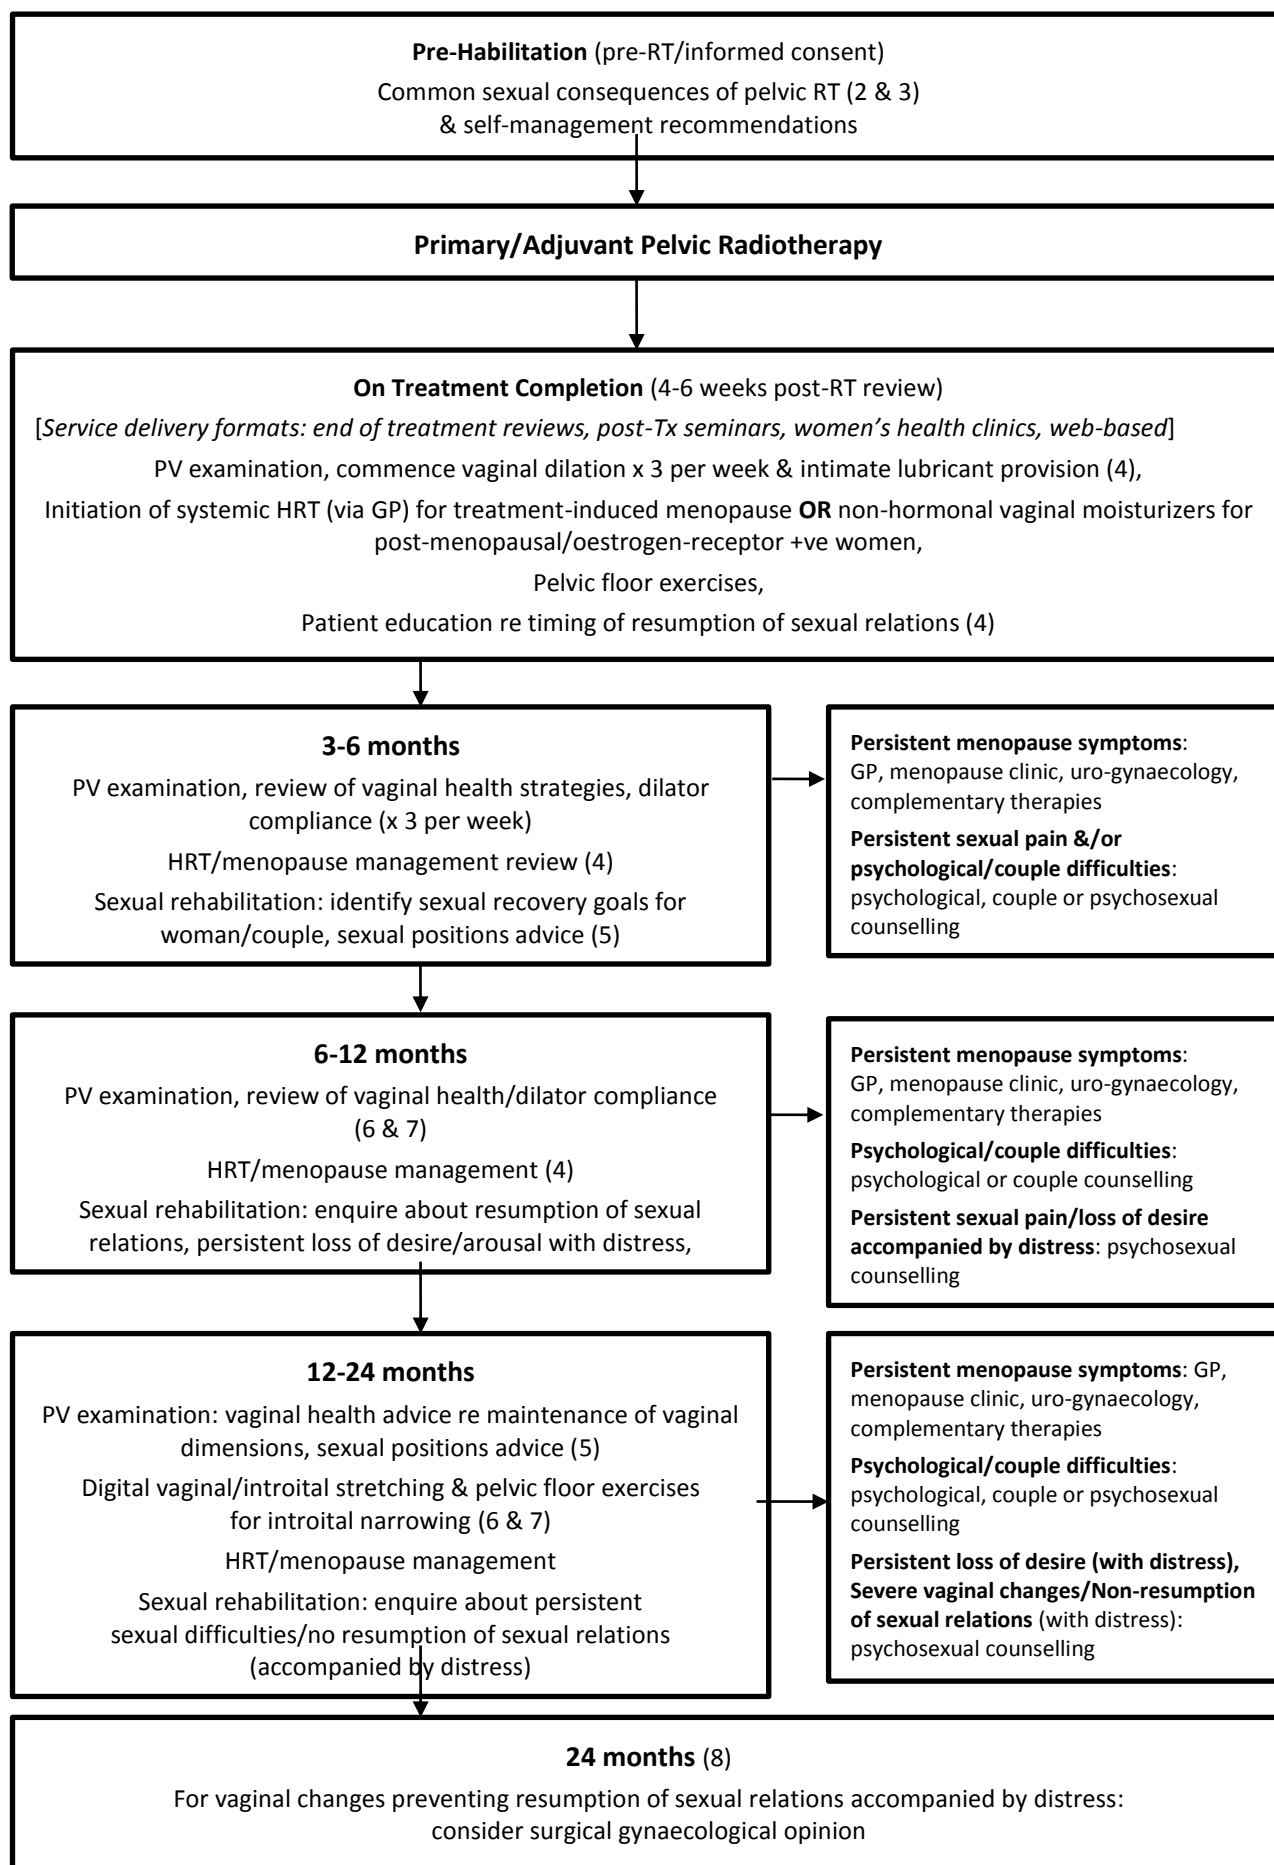 Pre-Habilitation (pre-RT/informed consent)
Common sexual consequences of pelvic RT (2 & 3)
& self-management recommendations
Primary/Adjuvant Pelvic Radiotherapy
On Treatment Completion (4-6 weeks post-RT review)
[Service delivery formats: end of treatment reviews, post-Tx seminars, women's health clinics, web-based]
PV examination, commence vaginal dilation x 3 per week & intimate lubricant provision (4),
Initiation of systemic HRT (via GP) for treatment-induced menopause OR non-hormonal vaginal moisturizers for
post-menopausal/oestrogen-receptor +ve women,
Pelvic floor exercises,
Patient education re timing of resumption of sexual relations (4)
3-6 months
PV examination, review of vaginal health strategies, dilator
compliance (x 3 per week)
HRT/menopause management review (4)
Sexual rehabilitation: identify sexual recovery goals for
woman/couple, sexual positions advice (5)
Persistent menopause symptoms:
GP, menopause clinic, uro-gynaecology,
complementary therapies
Persistent sexual pain &/or
psychological/couple difficulties:
psychological, couple or psychosexual
counselling
6-12 months
PV examination, review of vaginal health/dilator compliance
(6 & 7)
HRT/menopause management (4)
Sexual rehabilitation: enquire about resumption of sexual
relations, persistent loss of desire/arousal with distress,
Persistent menopause symptoms:
GP, menopause clinic, uro-gynaecology,
complementary therapies
Psychological/couple difficulties:
psychological or couple counselling
Persistent sexual pain/loss of desire
accompanied by distress: psychosexual
counselling
12-24 months
PV examination: vaginal health advice re maintenance of vaginal
dimensions, sexual positions advice (5)
Digital vaginal/introital stretching & pelvic floor exercises
for introital narrowing (6 & 7)
HRT/menopause management
Sexual rehabilitation: enquire about persistent
sexual difficulties/no resumption of sexual relations
(accompanied by distress)
Persistent menopause symptoms: GP,
menopause clinic, uro-gynaecology,
complementary therapies
Psychological/couple difficulties:
psychological, couple or psychosexual
counselling
Persistent loss of desire (with distress),
Severe vaginal changes/Non-resumption
of sexual relations (with distress):
psychosexual counselling
24 months (8)
For vaginal changes preventing resumption of sexual relations accompanied by distress:
consider surgical gynaecological opinion